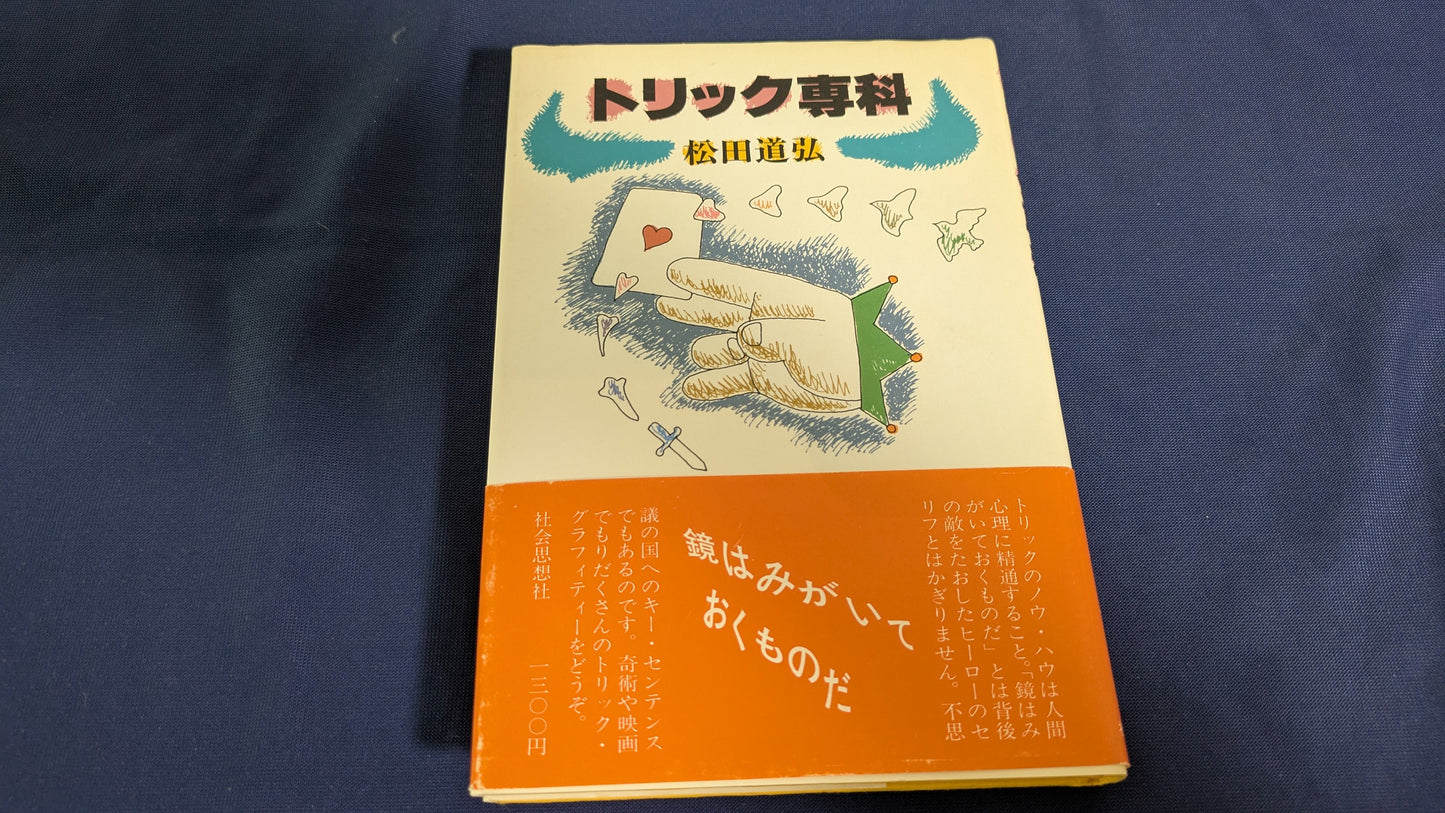 トリック専科
松田道弘
トリックのノウ・ハウは人間
心理に精通すること。「鏡はみ
がいておくものだ」とは背後
の敵をたおしたヒーローのセ
リフとはかぎりません。不思
鏡はみがいて
おくものだ
議の国へのキー・センテンス
でもあるのです。奇術や映画
でもりだくさんのトリック・
グラフィティーをどうぞ。
社会思想社 一三〇〇円